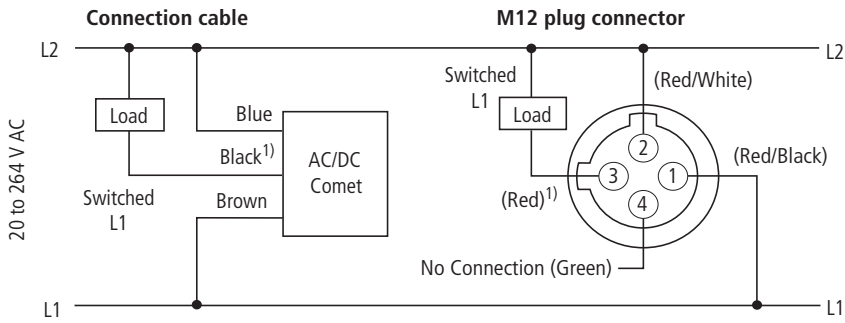 Connection cable
M12 plug connector
L2
L2
Switched
L1
(Red/White)
Load
Load
Blue
20 to 264 V AC
Black1)
AC/DC
Comet
2
3
1
4
(Red/Black)
Switched
L1
Brown
(Red)1)
No Connection (Green)
L1
L1